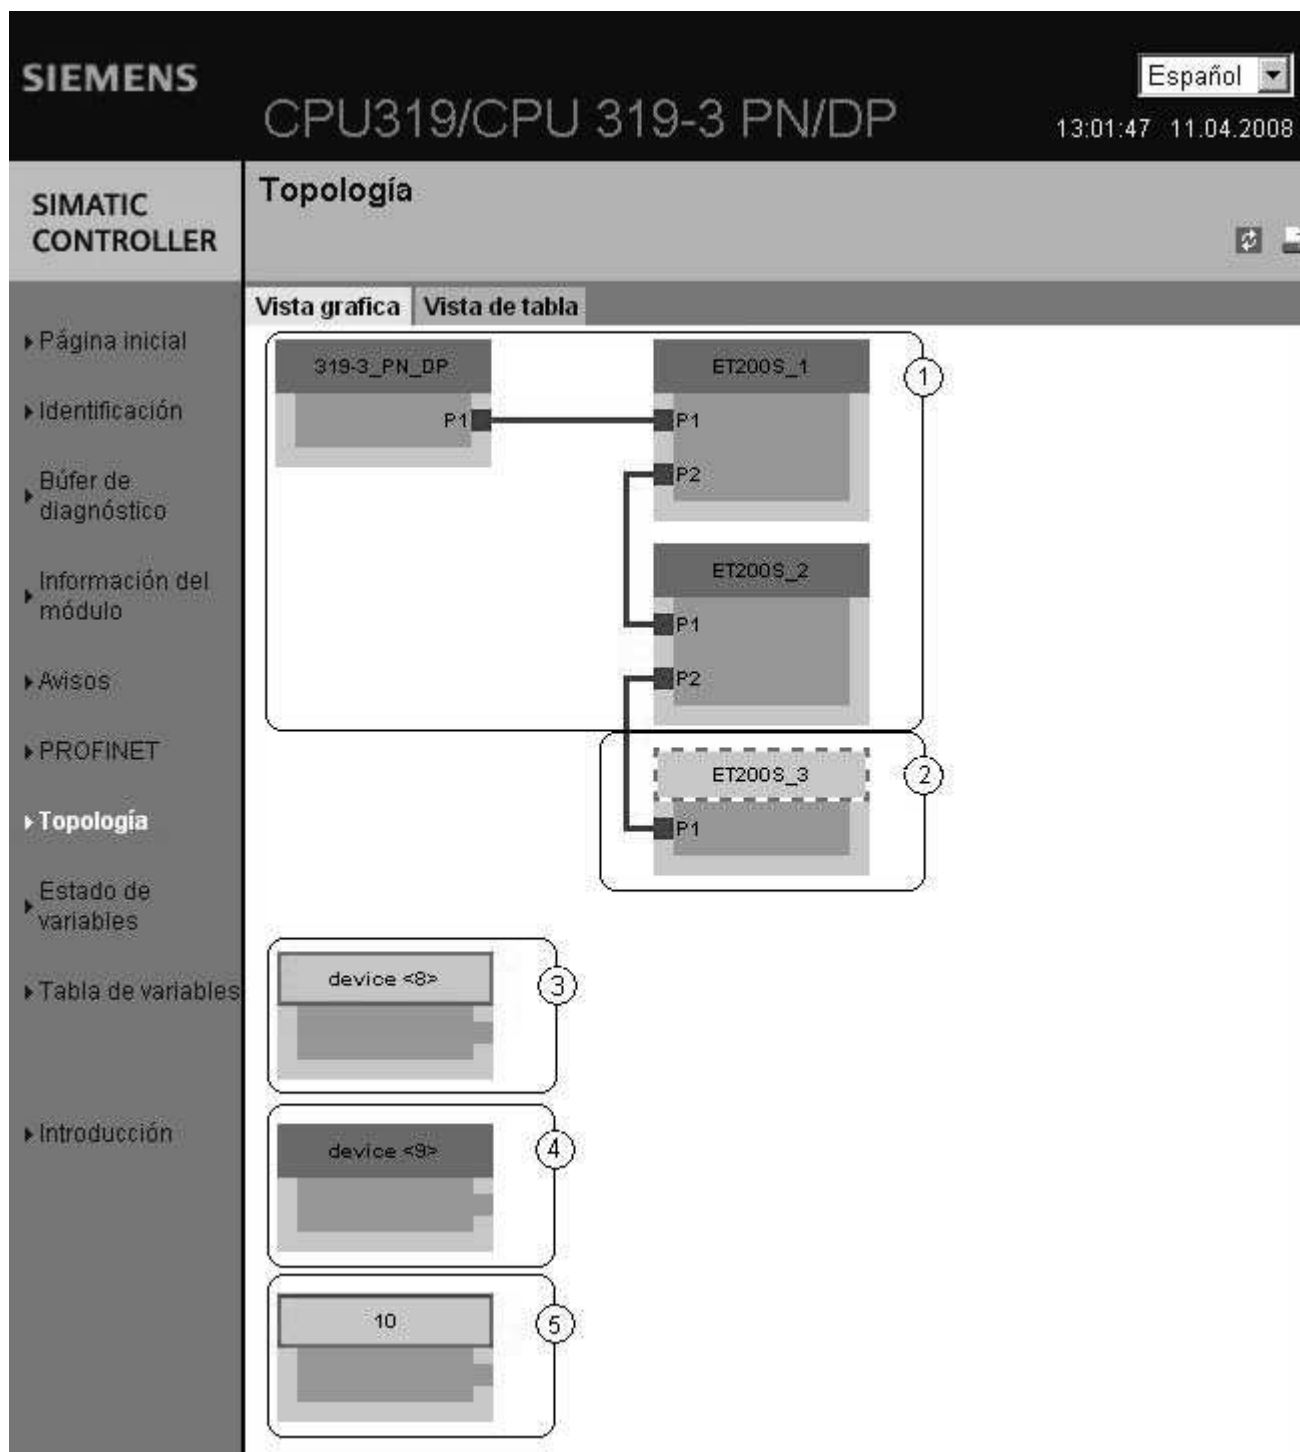 SIEMENS
Español
CPU319/CPU 319-3 PN/DP
13:01:47 11.04.2008
SIMATIC
CONTROLLER
Topología
Vista grafica
Vista de tabla
Página inicial
Identificación
Búfer de
diagnóstico
Información del
módulo
Avisos
PROFINET
Topología
Estado de
variables
Tabla de variables
Introducción
319-3_PN_DP
P1
ET200S_1
P1
P2
1
ET200S_2
P1
P2
ET200S_3
P1
2
device <8>
3
device <9>
4
10
5